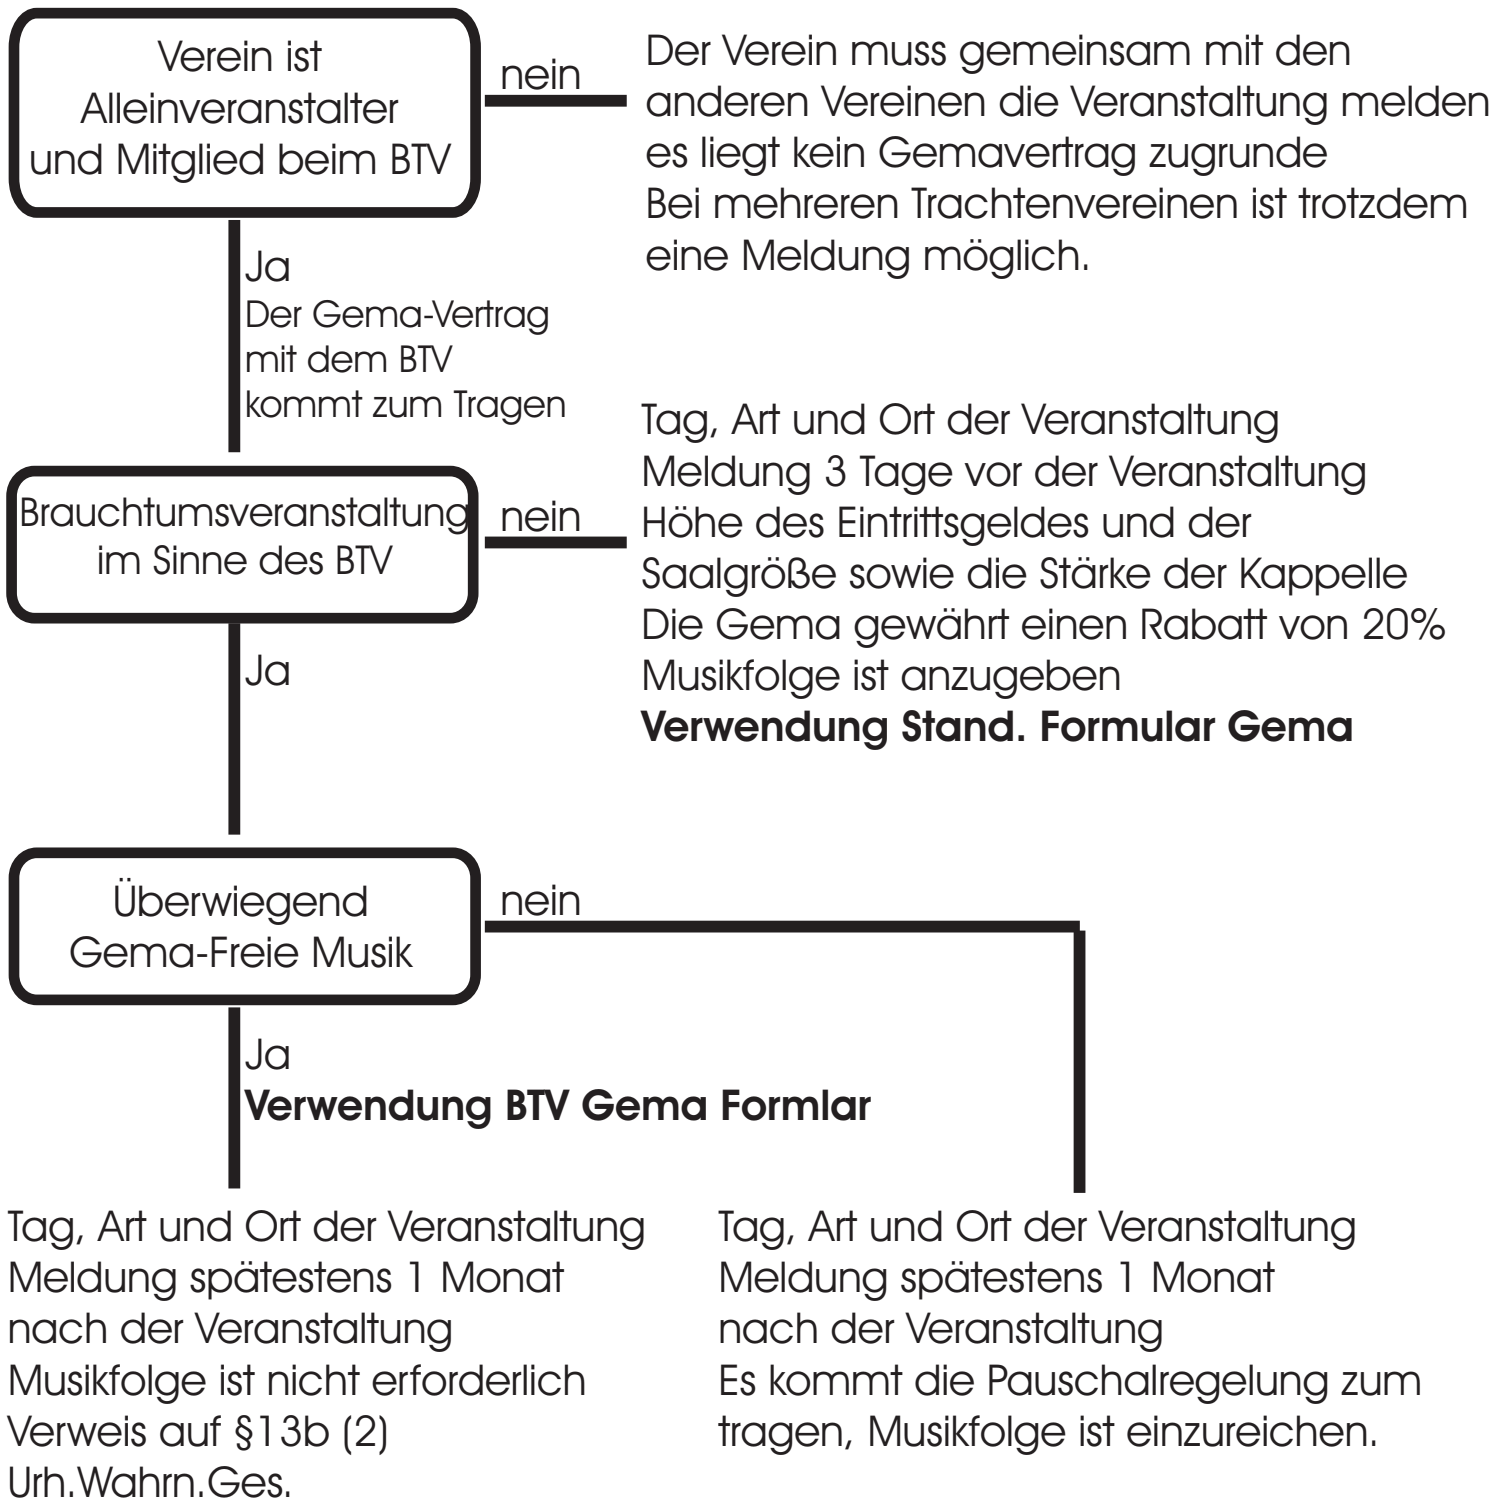 Verein ist
Alleinveranstalter
und Mitglied beim BTV
nein
Der Verein muss gemeinsam mit den
anderen Vereinen die Veranstaltung melden
es liegt kein Gemavertrag zugrunde
Bei mehreren Trachtenvereinen ist trotzdem
eine Meldung möglich.
Ja
Der Gema-Vertrag
mit dem BTV
kommt zum Tragen
Brauchtumsveranstaltung
im Sinne des BTV
nein
Tag, Art und Ort der Veranstaltung
Meldung 3 Tage vor der Veranstaltung
Höhe des Eintrittsgeldes und der
Saalgröße sowie die Stärke der Kappelle
Die Gema gewährt einen Rabatt von 20%
Musikfolge ist anzugeben
Verwendung Stand. Formular Gema
Ja
Überwiegend
Gema-Freie Musik
nein
Ja
Verwendung BTV Gema Formlar
Tag, Art und Ort der Veranstaltung
Meldung spätestens 1 Monat
nach der Veranstaltung
Musikfolge ist nicht erforderlich
Verweis auf §13b (2)
Urh.Wahrn.Ges.
Tag, Art und Ort der Veranstaltung
Meldung spätestens 1 Monat
nach der Veranstaltung
Es kommt die Pauschalregelung zum
tragen, Musikfolge ist einzureichen.